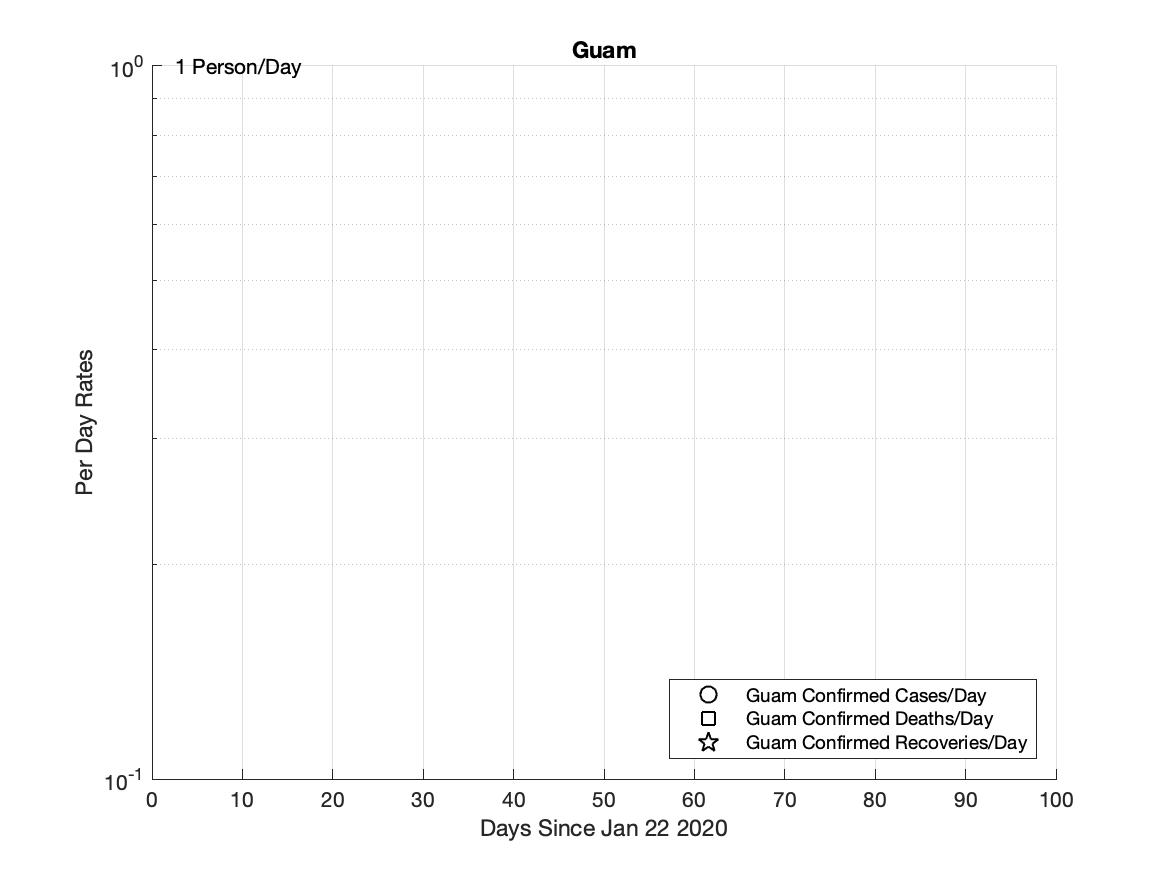 Guam
10^0
1 Person/Day
Per Day Rates
Guam Confirmed Cases/Day
Guam Confirmed Deaths/Day
Guam Confirmed Recoveries/Day
10^-1
0 10 20 30 40 50 60 70 80 90 100
Days Since Jan 22 2020